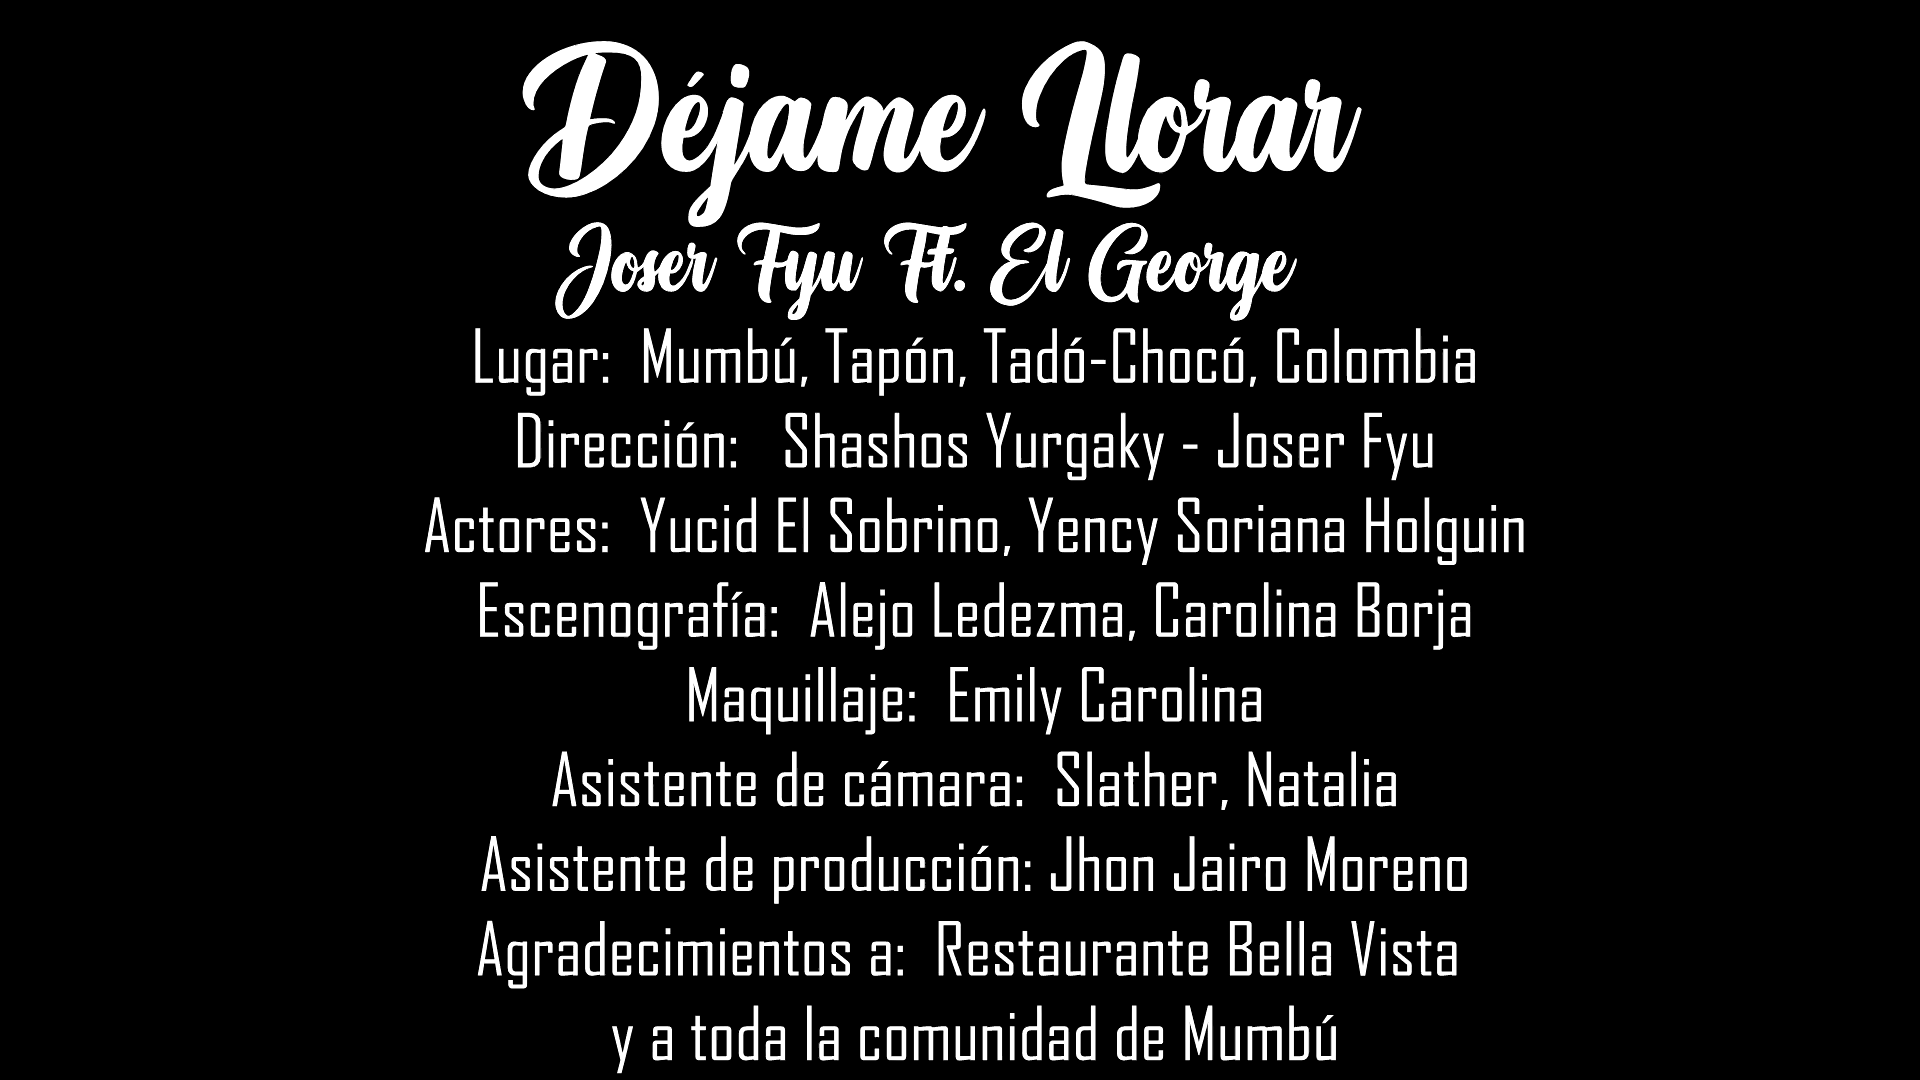 Déjame Llorar
Joser Fyu Ft. El George
Lugar: Mumbú, Tapón, Tadó-Chocó, Colombia
Dirección: Shashos Yurgaky - Joser Fyu
Actores: Yucid El Sobrino, Yency Soriana Holguin
Escenografía: Alejo Ledezma, Carolina Borja
Maquillaje: Emily Carolina
Asistente de cámara: Slather, Natalia
Asistente de producción: Jhon Jairo Moreno
Agradecimientos a: Restaurante Bella Vista
y a toda la comunidad de Mumbú